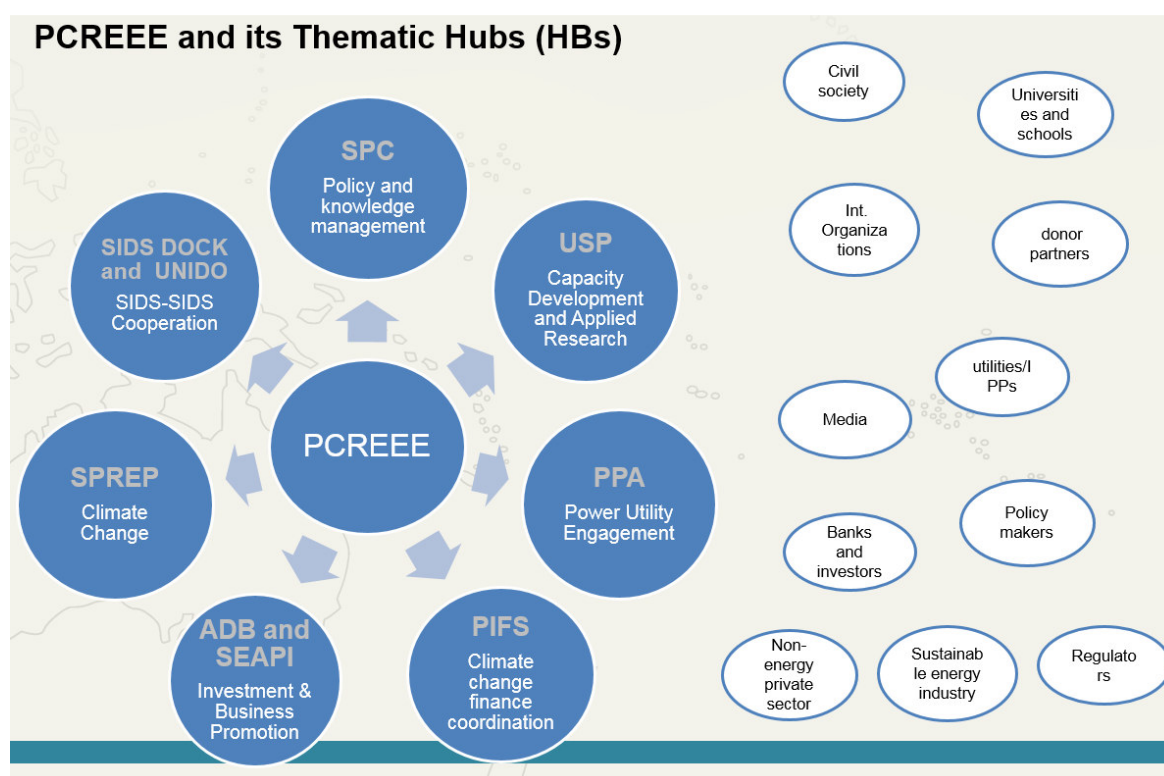 PCREEE and its Thematic Hubs (HBs)
SPC
Policy and
knowledge
management
USP
Capacity
Development
and Applied
Research
PPA
Power Utility
Engagement
PIFS
Climate
change
finance
coordination
ADB and
SEAPI
Investment &
Business
Promotion
SPREP
Climate
Change
SIDS DOCK
and UNIDO
SIDS-SIDS
Cooperation
PCREEE
Civil
society
Universiti
es and
schools
Int.
Organiza
tions
donor
partners
utilities/I
PPs
Media
Policy
makers
Banks
and
investors
Non-
energy
private
sector
Sustainab
le energy
industry
Regulato
rs